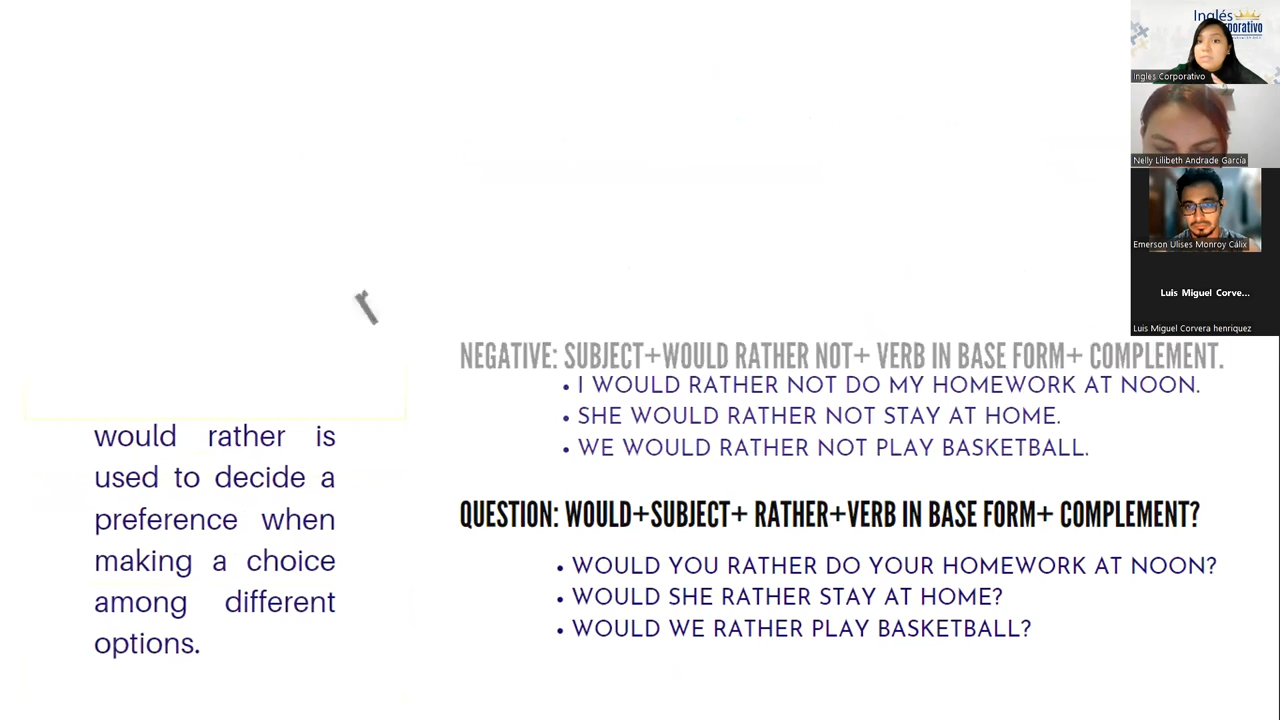 Inglés
Ingles Corporativo
Nelly Lilibeth Andrade García
Emerson Ulises Monroy Cálix
Luis Miguel Corve...
Luis Miguel Corvera henriquez
r
would rather is
used to decide a
preference when
making a choice
among different
options.
NEGATIVE: SUBJECT+WOULD RATHER NOT+ VERB IN BASE FORM+ COMPLEMENT.
• I WOULD RATHER NOT DO MY HOMEWORK AT NOON.
• SHE WOULD RATHER NOT STAY AT HOME.
• WE WOULD RATHER NOT PLAY BASKETBALL.
QUESTION: WOULD+SUBJECT+ RATHER+VERB IN BASE FORM+ COMPLEMENT?
• WOULD YOU RATHER DO YOUR HOMEWORK AT NOON?
• WOULD SHE RATHER STAY AT HOME?
• WOULD WE RATHER PLAY BASKETBALL?